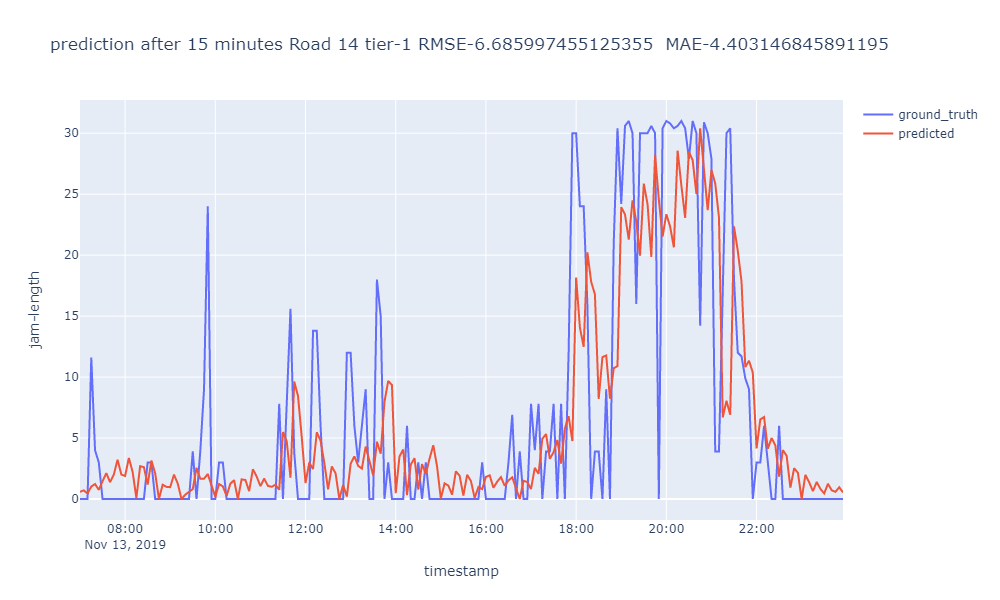 prediction after 15 minutes Road 14 tier-1 RMSE-6.685997455125355  MAE-4.403146845891195
ground_truth
predicted
30
25
20
15
10
5
0
jam-length
08:00 10:00 12:00 14:00 16:00 18:00 20:00 22:00
Nov 13, 2019
timestamp